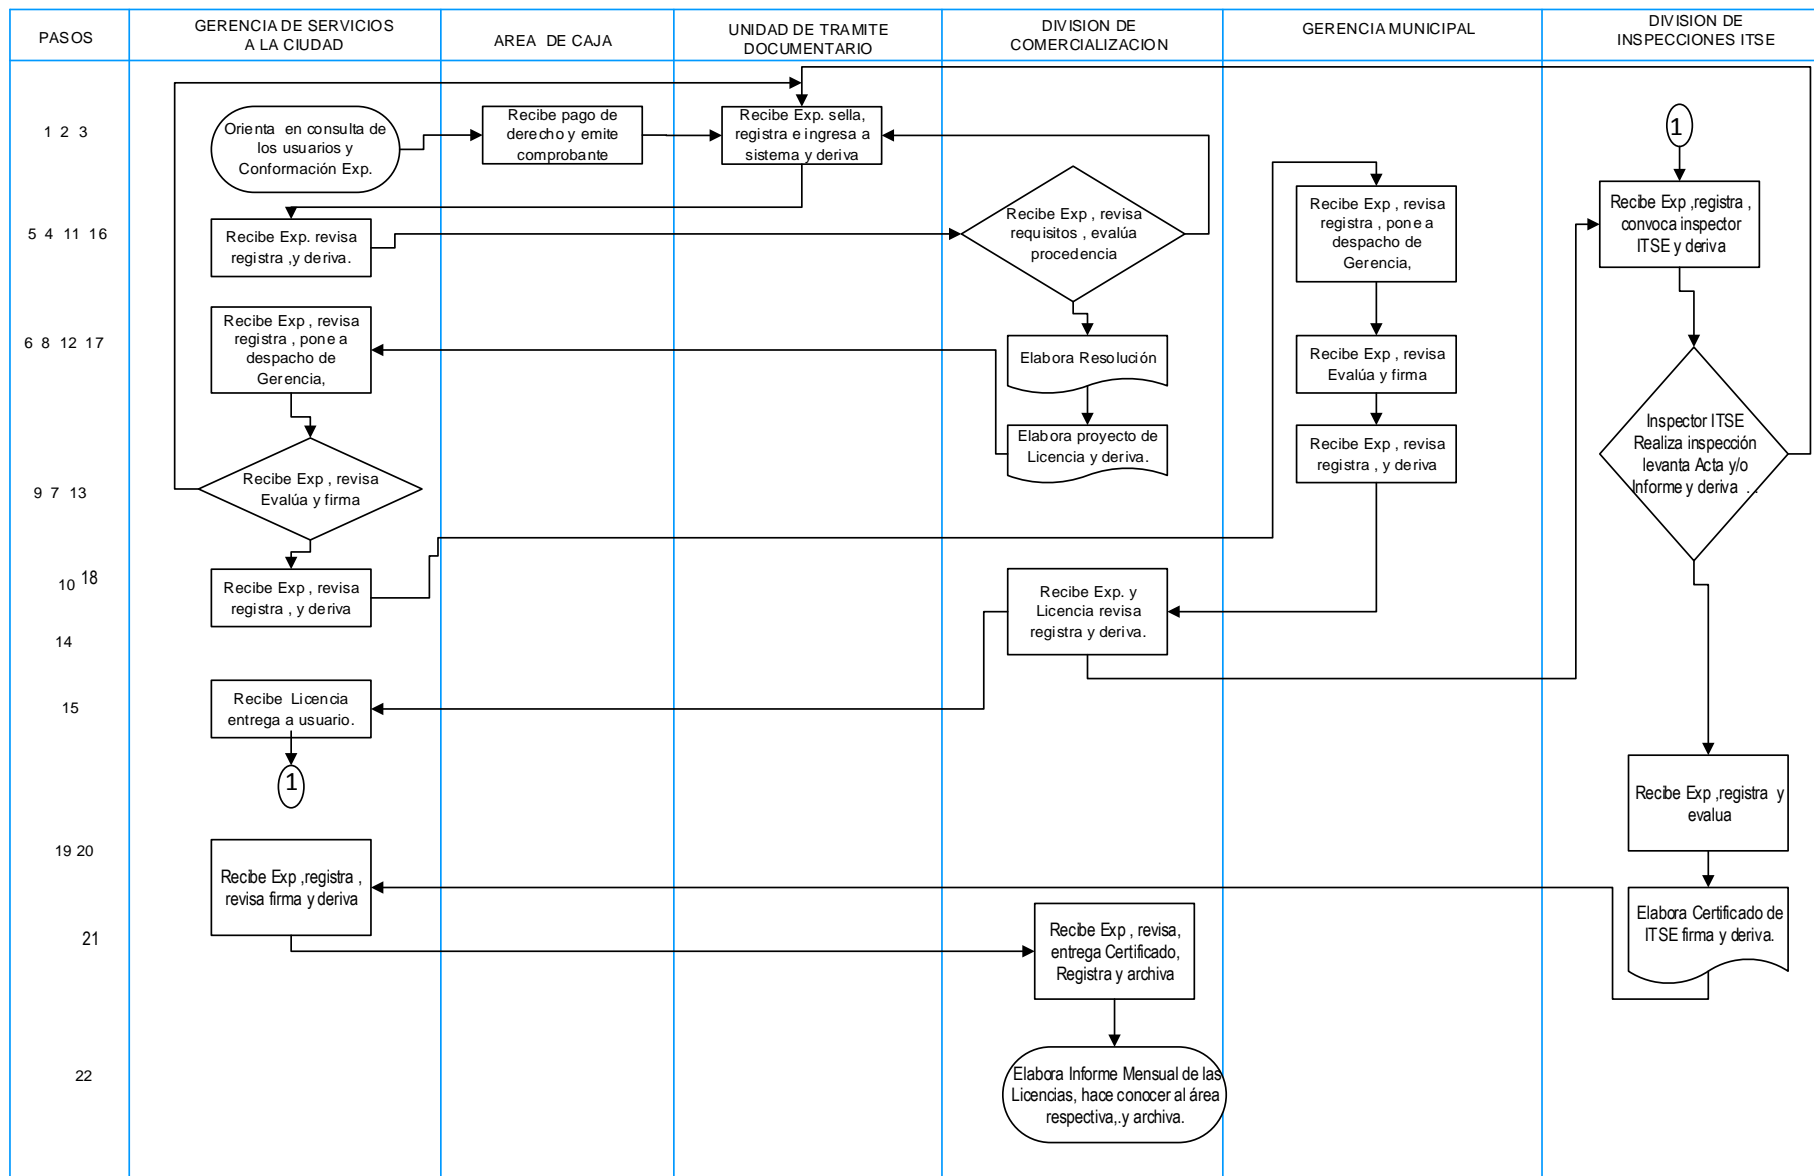 PASOS
GERENCIA DE SERVICIOS
A LA CIUDAD
AREA DE CAJA
UNIDAD DE TRAMITE
DOCUMENTARIO
DIVISION DE
COMERCIALIZACION
GERENCIA MUNICIPAL
DIVISION DE
INSPECCIONES ITSE
1 2 3
Orienta en consulta de
los usuarios y
Conformación Exp.
Recibe pago de
derecho y emite
comprobante
Recibe Exp. sella,
registra e ingresa a
sistema y deriva
1
5 4 11 16
Recibe Exp. revisa
registra ,y deriva.
Recibe Exp , revisa
requisitos , evalúa
procedencia
Recibe Exp , revisa
registra , pone a
despacho de
Gerencia,
Recibe Exp ,registra ,
convoca inspector
ITSE y deriva
6 8 12 17
Recibe Exp , revisa
registra , pone a
despacho de
Gerencia,
Elabora Resolución
Recibe Exp , revisa
Evalúa y firma
9 7 13
Recibe Exp , revisa
Evalúa y firma
Elabora proyecto de
Licencia y deriva.
Recibe Exp , revisa
registra , y deriva
Inspector ITSE
Realiza inspección
levanta Acta y/o
Informe y deriva ...
10 18
Recibe Exp , revisa
registra , y deriva
Recibe Exp. y
Licencia revisa
registra y deriva.
14
15
Recibe Licencia
entrega a usuario.
1
Recibe Exp ,registra y
evalua
19 20
Recibe Exp ,registra ,
revisa firma y deriva
Elabora Certificado de
ITSE firma y deriva.
21
Recibe Exp , revisa,
entrega Certificado,
Registra y archiva
22
Elabora Informe Mensual de las
Licencias, hace conocer al área
respectiva,.y archiva.